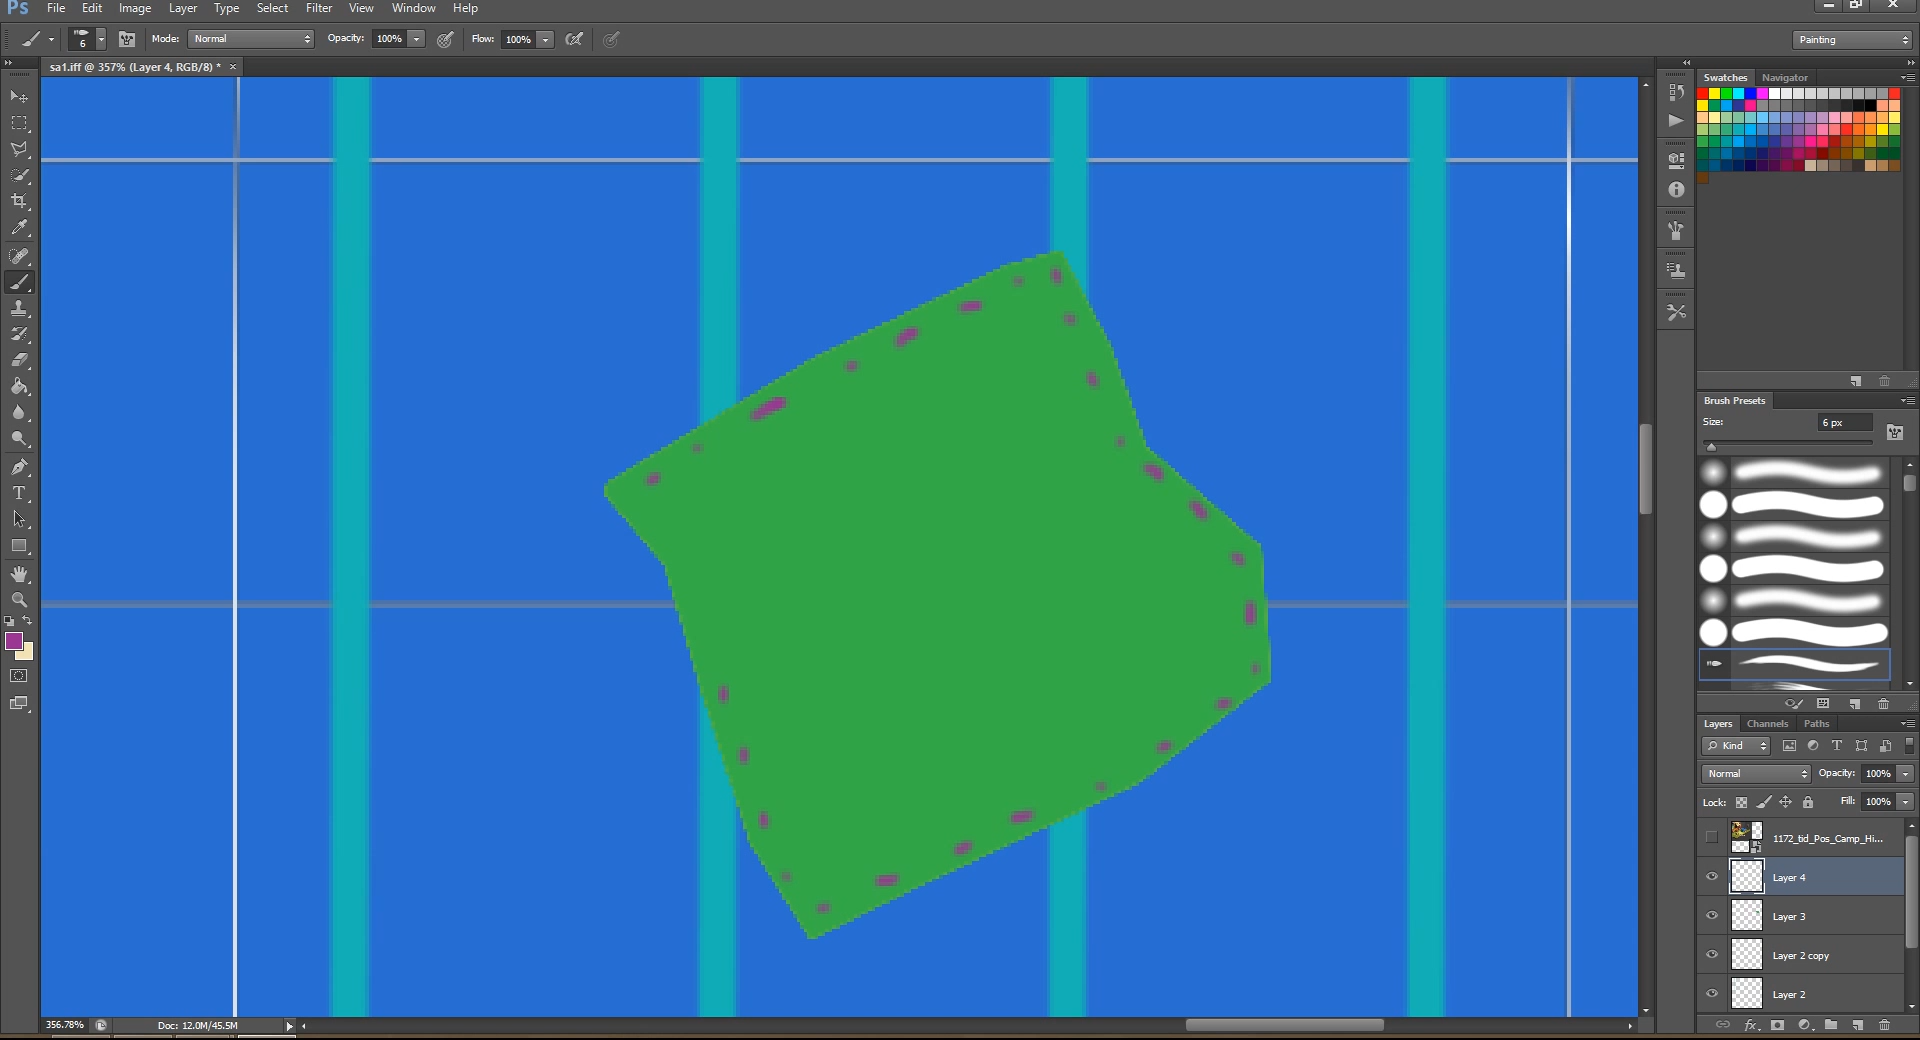 Ps File Edit Image Layer Type Select Filter View Window Help
6 Mode: Normal Opacity: 100% Flow: 100% Painting
sa1.iff @ 357% (Layer 4, RGB/8) * ×
Swatches Navigator
Brush Presets
Size: 6 px
Layers Channels Paths
Kind T
Normal Opacity: 100%
Lock: Fill: 100%
1172_tid_Pos_Camp_Hi...
Layer 4
Layer 3
Layer 2 copy
Layer 2
fx
356.78% Doc: 12.0M/45.5M